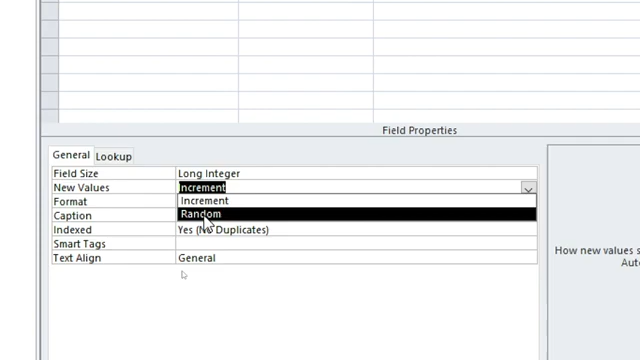 Field Properties
General Lookup
Field Size Long Integer
New Values Increment
Format Increment
Caption Random
Indexed Yes (No Duplicates)
Smart Tags
Text Align General
How new values s
Auto